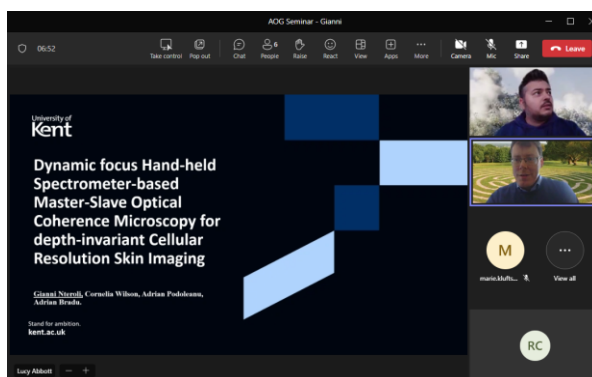 AOG Seminar - Gianni
06:52
Take control Pop out Chat 6 People Raise React View Apps More Camera Mic Share Leave
University of
Kent
Dynamic focus Hand-held
Spectrometer-based
Master-Slave Optical
Coherence Microscopy for
depth-invariant Cellular
Resolution Skin Imaging
Gianni Nteroli, Cornelia Wilson, Adrian Podoleanu,
Adrian Bradu.
Stand for ambition.
kent.ac.uk
M
View all
RC
Lucy Abbott